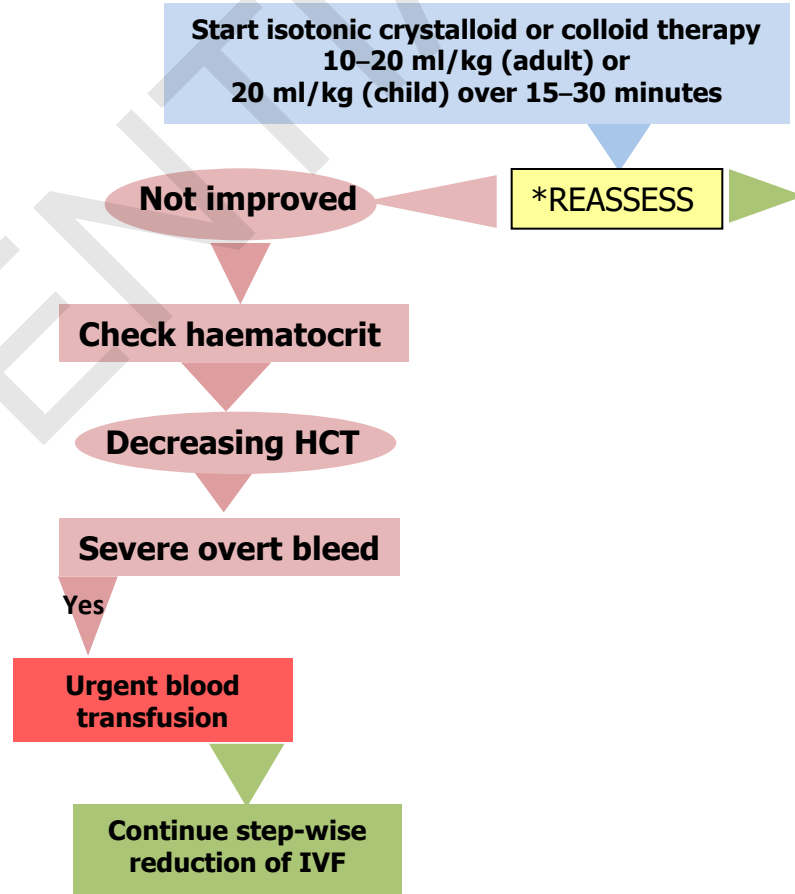 Start isotonic crystalloid or colloid therapy
10–20 ml/kg (adult) or
20 ml/kg (child) over 15–30 minutes
Not improved
*REASSESS
Check haematocrit
Decreasing HCT
Severe overt bleed
Yes
Urgent blood
transfusion
Continue step-wise
reduction of IVF